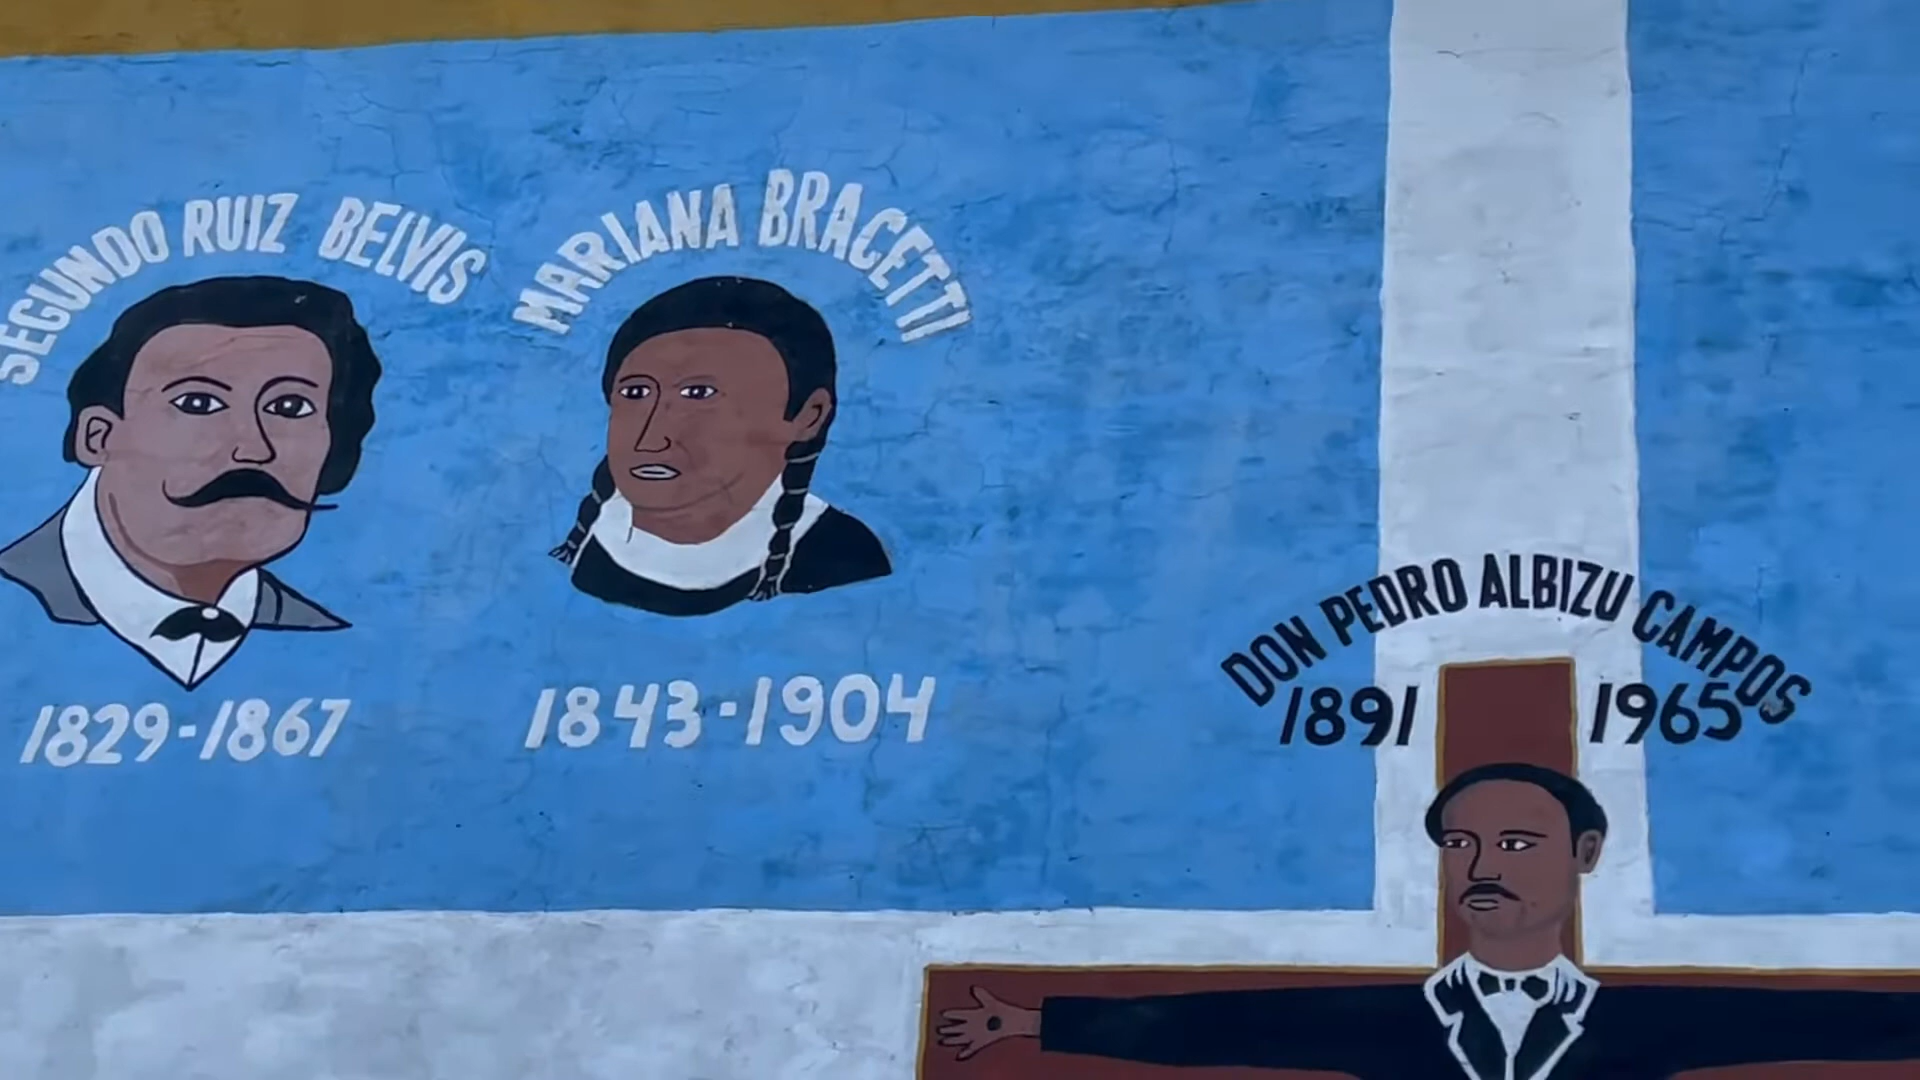 SEGUNDO RUIZ BELVIS
1829-1867
MARIANA BRACETTI
1843-1904
DON PEDRO ALBIZU CAMPOS
1891 1965